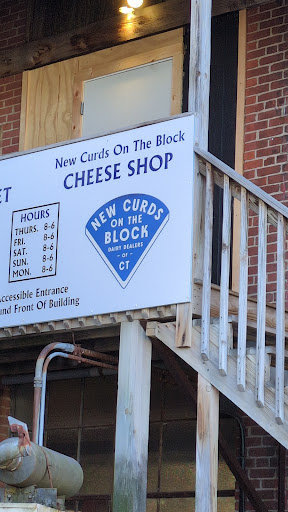 New Curds On The Block
CHEESE SHOP
ET
HOURS
THURS. 8-6
FRI. 8-6
SAT. 8-6
SUN. 8-6
MON. 8-6
NEW CURDS
ON THE
BLOCK
DAIRY DEALERS
- OF -
CT
Accessible Entrance
und Front Of Building